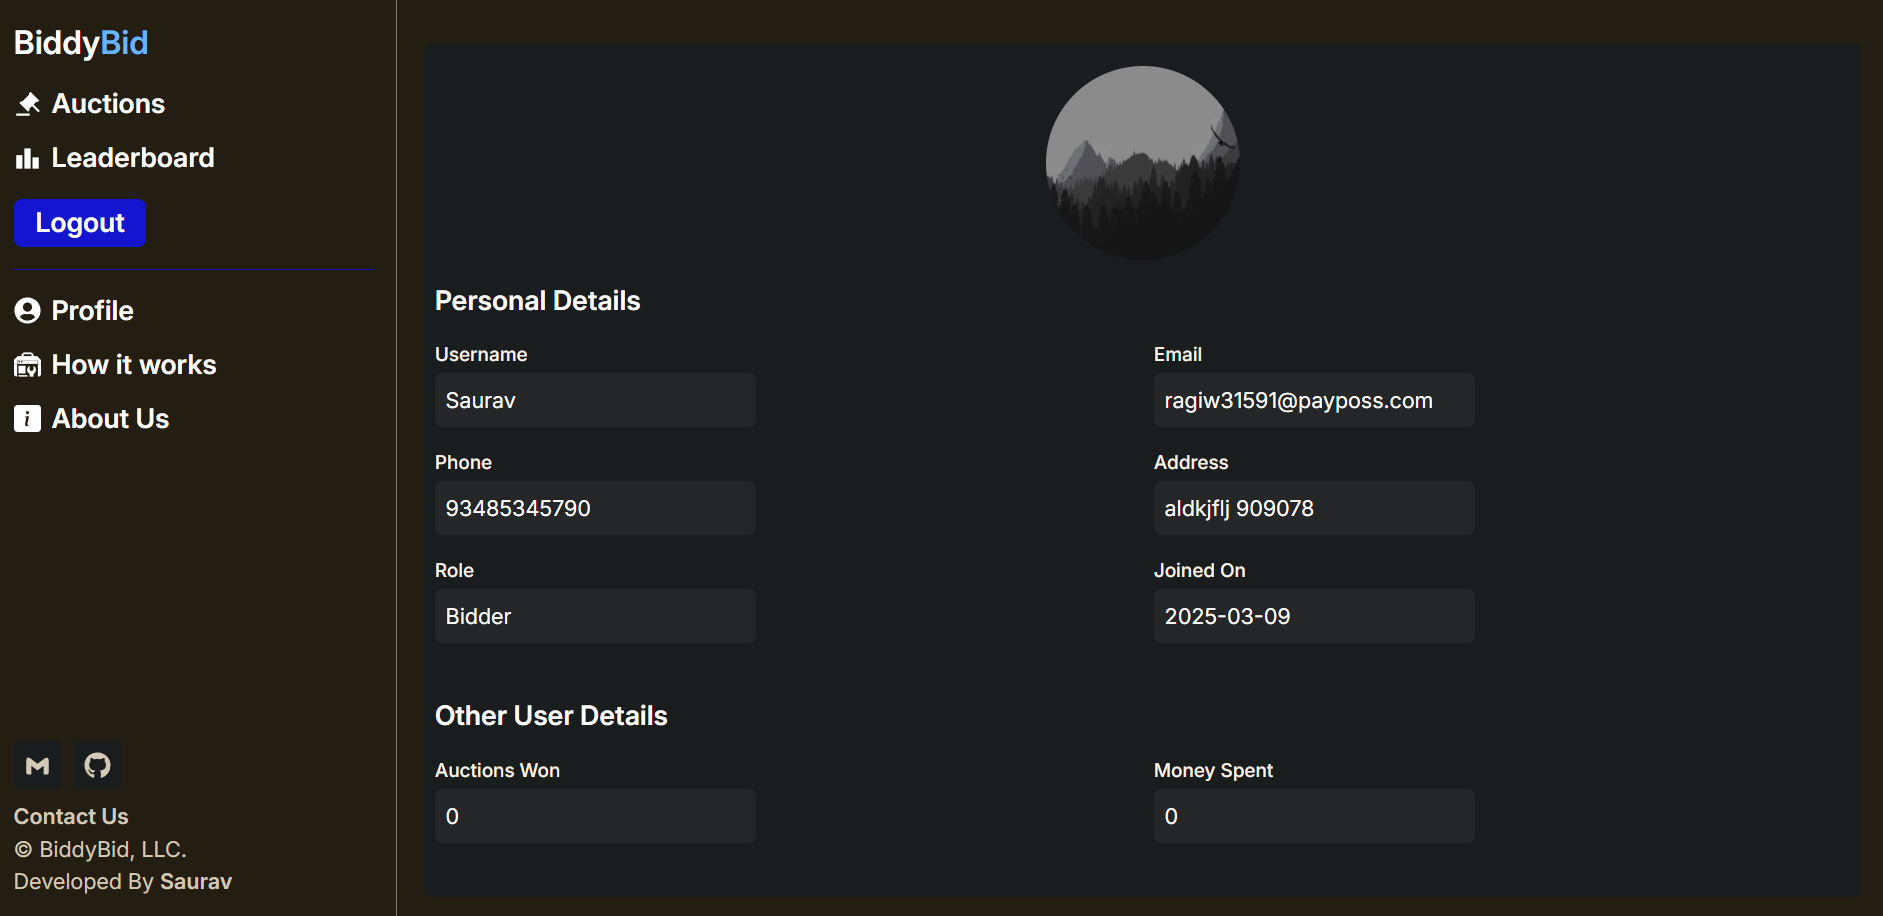 BiddyBid
Auctions
Leaderboard
Logout
Profile
How it works
About Us
Contact Us
© BiddyBid, LLC.
Developed By Saurav
Personal Details
Username
Saurav
Email
ragiw31591@payposs.com
Phone
93485345790
Address
aldkjflj 909078
Role
Bidder
Joined On
2025-03-09
Other User Details
Auctions Won
0
Money Spent
0